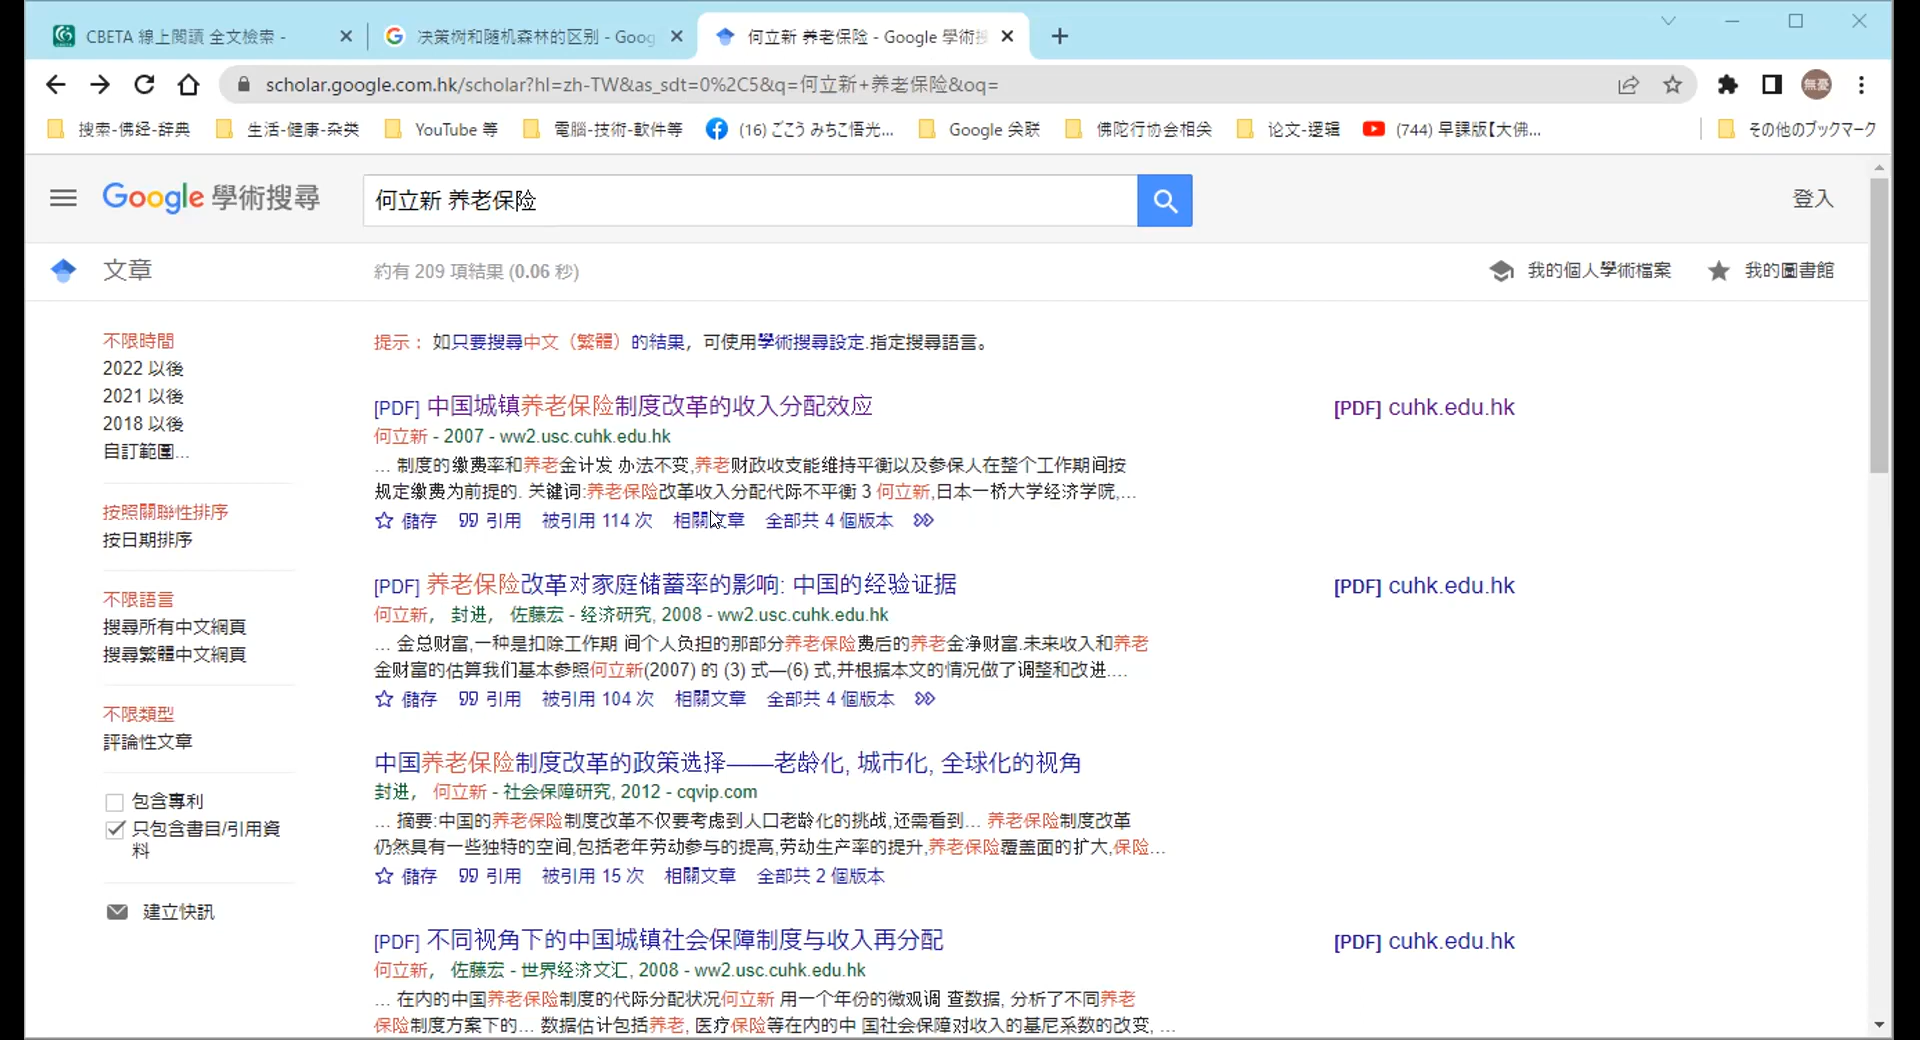 CBETA 線上閱讀 全文檢索 -
决策树和随机森林的区别 - Goog
何立新 养老保险 - Google 學術搜
scholar.google.com.hk/scholar?hl=zh-TW&as_sdt=0%2C5&q=何立新+养老保险&oq=
無憂
搜索-佛经-辞典
生活-健康-杂类
YouTube 等
電腦-技術-軟件等
(16) ごこう みちこ悟光...
Google 关联
佛陀行协会相关
论文-逻辑
(744) 早課版【大佛...
その他のブックマーク
Google 學術搜尋
何立新 养老保险
登入
文章
約有 209 項結果 (0.06 秒)
我的個人學術檔案
我的圖書館
不限時間
2022 以後
2021 以後
2018 以後
自訂範圍...
按照關聯性排序
按日期排序
不限語言
搜尋所有中文網頁
搜尋繁體中文網頁
不限類型
評論性文章
包含專利
只包含書目/引用資
料
建立快訊
提示： 如只要搜尋中文（繁體）的結果，可使用學術搜尋設定.指定搜尋語言。
[PDF] 中国城镇养老保险制度改革的收入分配效应
[PDF] cuhk.edu.hk
何立新 - 2007 - ww2.usc.cuhk.edu.hk
... 制度的缴费率和养老金计发 办法不变,养老财政收支能维持平衡以及参保人在整个工作期间按
规定缴费为前提的. 关键词:养老保险改革收入分配代际不平衡 3 何立新,日本一桥大学经济学院,...
儲存 引用 被引用 114 次 相關文章 全部共 4 個版本
[PDF] 养老保险改革对家庭储蓄率的影响: 中国的经验证据
[PDF] cuhk.edu.hk
何立新， 封进， 佐藤宏 - 经济研究, 2008 - ww2.usc.cuhk.edu.hk
... 金总财富,一种是扣除工作期 间个人负担的那部分养老保险费后的养老金净财富.未来收入和养老
金财富的估算我们基本参照何立新(2007) 的 (3) 式—(6) 式,并根据本文的情况做了调整和改进....
儲存 引用 被引用 104 次 相關文章 全部共 4 個版本
中国养老保险制度改革的政策选择——老龄化, 城市化, 全球化的视角
封进， 何立新 - 社会保障研究, 2012 - cqvip.com
... 摘要:中国的养老保险制度改革不仅要考虑到人口老龄化的挑战,还需看到... 养老保险制度改革
仍然具有一些独特的空间,包括老年劳动参与的提高,劳动生产率的提升,养老保险覆盖面的扩大,保险...
儲存 引用 被引用 15 次 相關文章 全部共 2 個版本
[PDF] 不同视角下的中国城镇社会保障制度与收入再分配
[PDF] cuhk.edu.hk
何立新， 佐藤宏 - 世界经济文汇, 2008 - ww2.usc.cuhk.edu.hk
... 在内的中国养老保险制度的代际分配状况何立新 用一个年份的微观调 查数据, 分析了不同养老
保险制度方案下的... 数据估计包括养老, 医疗保险等在内的中 国社会保障对收入的基尼系数的改变, ...